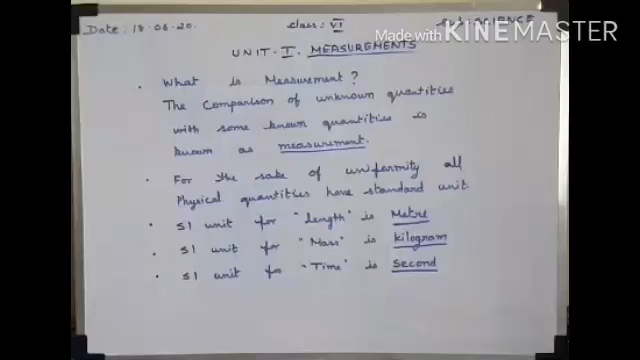 Date: 18.06.20. Class: VI Sub: SCIENCE
Made with KINEMASTER
UNIT-I. MEASUREMENTS
• What is Measurement?
The Comparison of unknown quantities
with some known quantities is
known as measurement.
• For the sake of uniformity all
Physical quantities have standard unit
• SI unit for "length" is Metre
• SI unit for "Mass" is kilogram
• SI unit for "Time" is Second